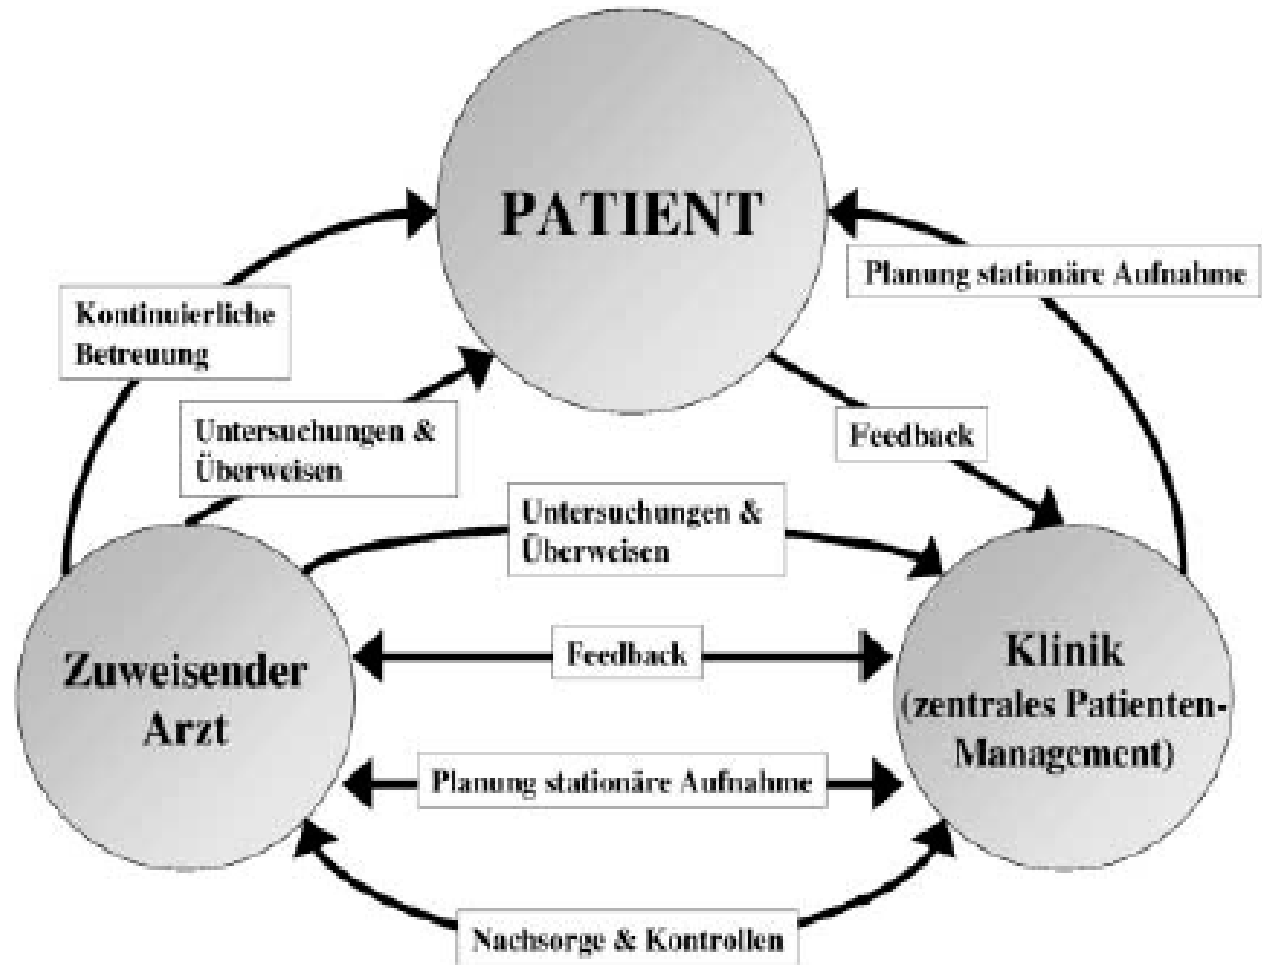 PATIENT
Planung stationäre Aufnahme
Kontinuierliche
Betreuung
Untersuchungen &
Überweisen
Feedback
Untersuchungen &
Überweisen
Zuweisender
Arzt
Feedback
Klinik
(zentrales Patienten-
Management)
Planung stationäre Aufnahme
Nachsorge & Kontrollen